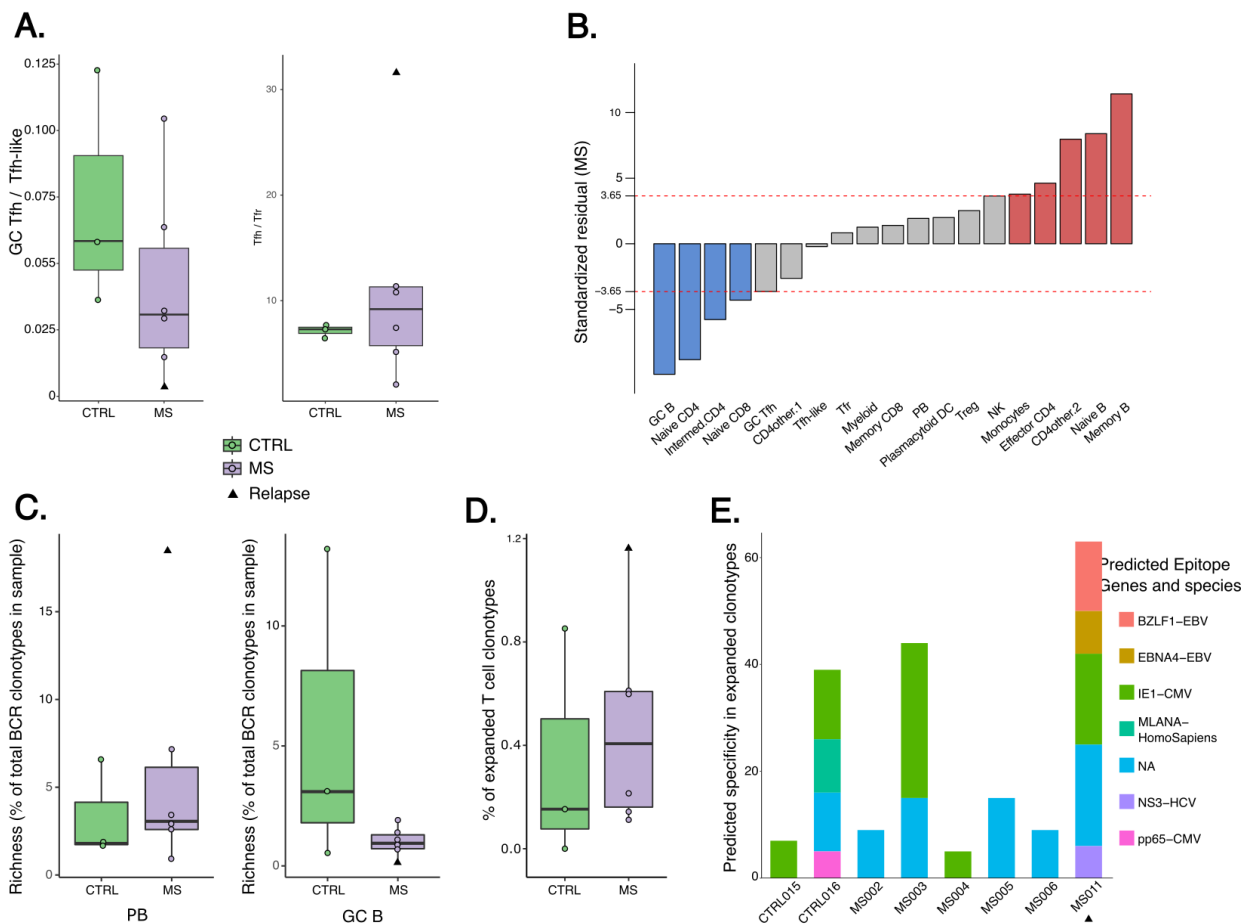 A.
GC Tfh / Tfh-like
0.125
0.100
0.075
0.055
0.025
0
CTRL
MS
Tfh / Tfr
30
20
10
CTRL
MS
CTRL
MS
Relapse
B.
Standardized residual (MS)
10
5
3.65
0
−3.65
−5
GC B
Naive CD4
Intermed.CD4
Naive CD8
GC Tfh
CD4other.1
Tfh-like
Tfr
Myeloid
Memory CD8
PB
Plasmacytoid DC
Treg
NK
Monocytes
Effector CD4
CD4other.2
Naive B
Memory B
C.
Richness (% of total BCR clonotypes in sample)
15
10
5
0
CTRL
MS
PB
Richness (% of total BCR clonotypes in sample)
10
5
0
CTRL
MS
GC B
D.
% of expanded T cell clonotypes
1.2
0.8
0.4
0.0
CTRL
MS
E.
Predicted specificity in expanded clonotypes
60
40
20
0
CTRL015
CTRL016
MS002
MS003
MS004
MS005
MS006
MS011
Predicted Epitope
Genes and species
BZLF1−EBV
EBNA4−EBV
IE1−CMV
MLANA−
HomoSapiens
NA
NS3−HCV
pp65−CMV